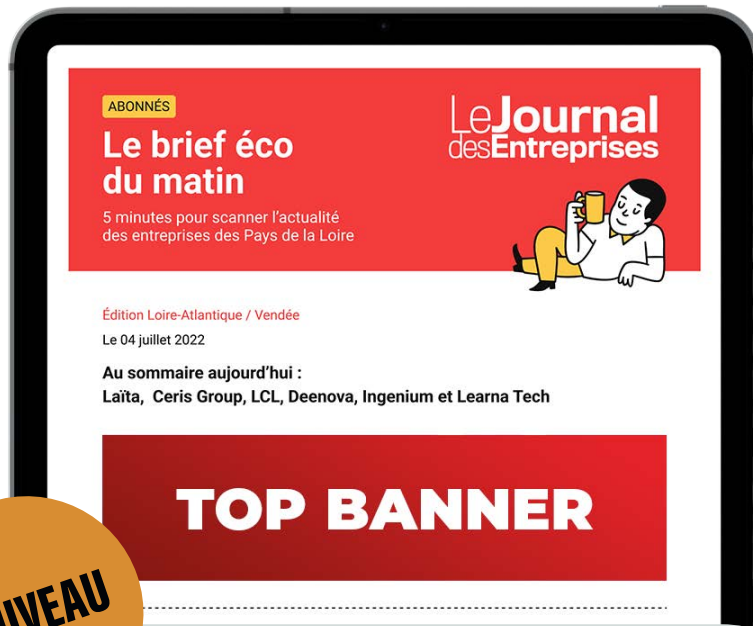 ABONNÉS
Le brief éco
du matin
5 minutes pour scanner l'actualité
des entreprises des Pays de la Loire
LeJournal
desEntreprises
Édition Loire-Atlantique / Vendée
Le 04 juillet 2022
Au sommaire aujourd'hui :
Laïta, Ceris Group, LCL, Deenova, Ingenium et Learna Tech
TOP BANNER